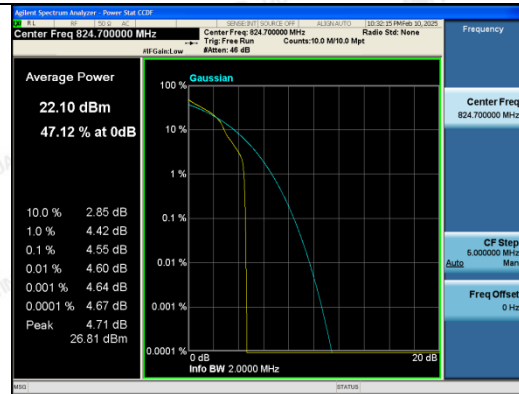 Agilent Spectrum Analyzer - Power Stat CCDF
RL RF 50 Ω AC SENSE:INT SOURCE OFF ALIGNAUTO 10:32:15 PM Feb 10, 2025
Center Freq 824.700000 MHz
Center Freq: 824.700000 MHz Radio Std: None
Trig: Free Run Counts:10.0 M/10.0 Mpt
#IFGain:Low #Atten: 46 dB
Frequency
Average Power
22.10 dBm
47.12 % at 0dB
10.0 % 2.85 dB
1.0 % 4.42 dB
0.1 % 4.55 dB
0.01 % 4.60 dB
0.001 % 4.64 dB
0.0001 % 4.67 dB
Peak 4.71 dB
26.81 dBm
Gaussian
100 %
10 %
1 %
0.1 %
0.01 %
0.001 %
0.0001 %
0 dB 20 dB
Info BW 2.0000 MHz
Center Freq
824.700000 MHz
CF Step
5.000000 MHz
Auto Man
Freq Offset
0 Hz
MSG STATUS